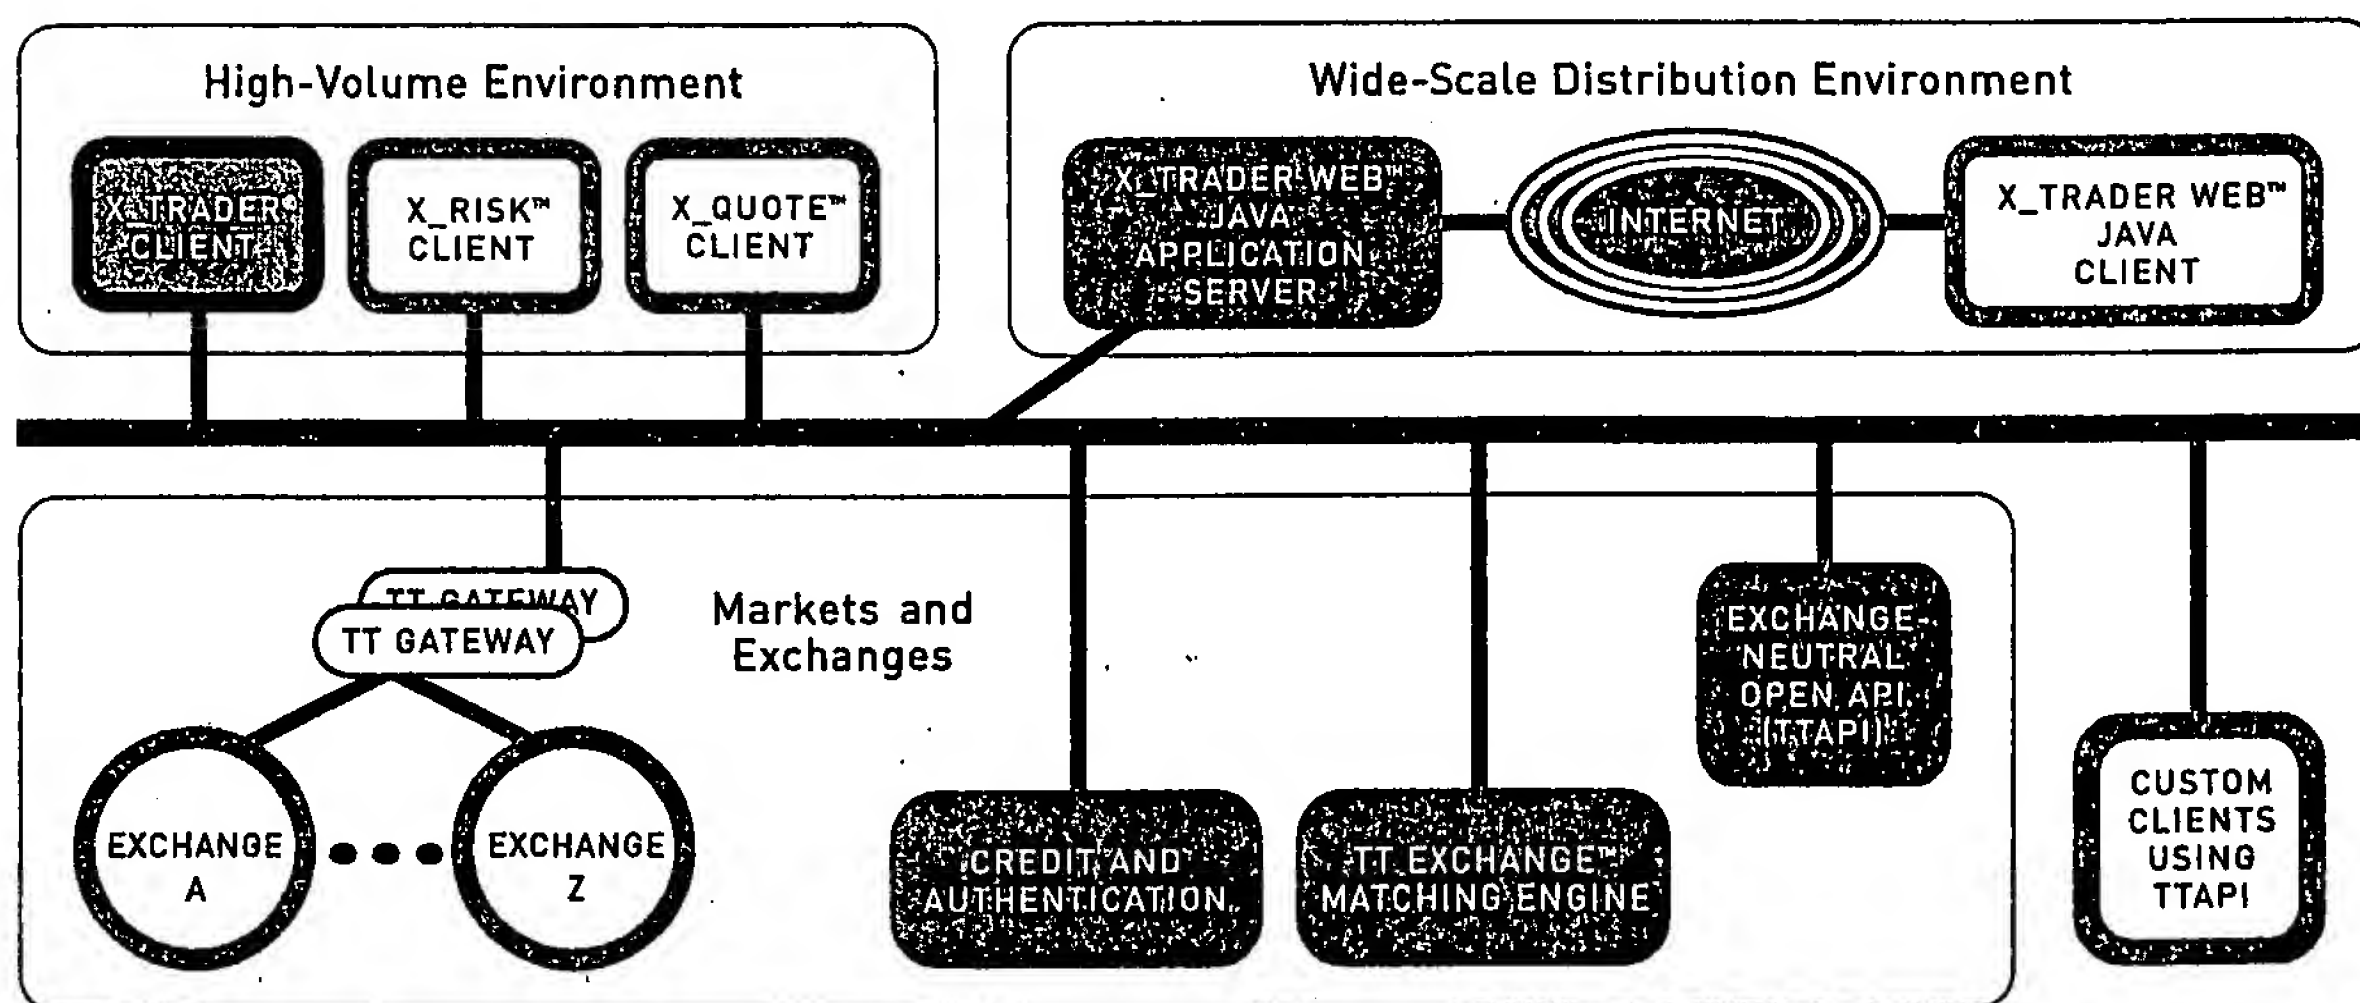 High-Volume Environment
X_TRADER®
CLIENT
X_RISK™
CLIENT
X_QUOTE™
CLIENT
Wide-Scale Distribution Environment
X_TRADER WEB™
JAVA
APPLICATION
SERVER
INTERNET
X_TRADER WEB™
JAVA
CLIENT
TT GATEWAY
TT GATEWAY
Markets and
Exchanges
EXCHANGE
A
EXCHANGE
Z
CREDIT AND
AUTHENTICATION
TT EXCHANGE™
MATCHING ENGINE
EXCHANGE-
NEUTRAL
OPEN API
(TTAPI)
CUSTOM
CLIENTS
USING
TTAPI